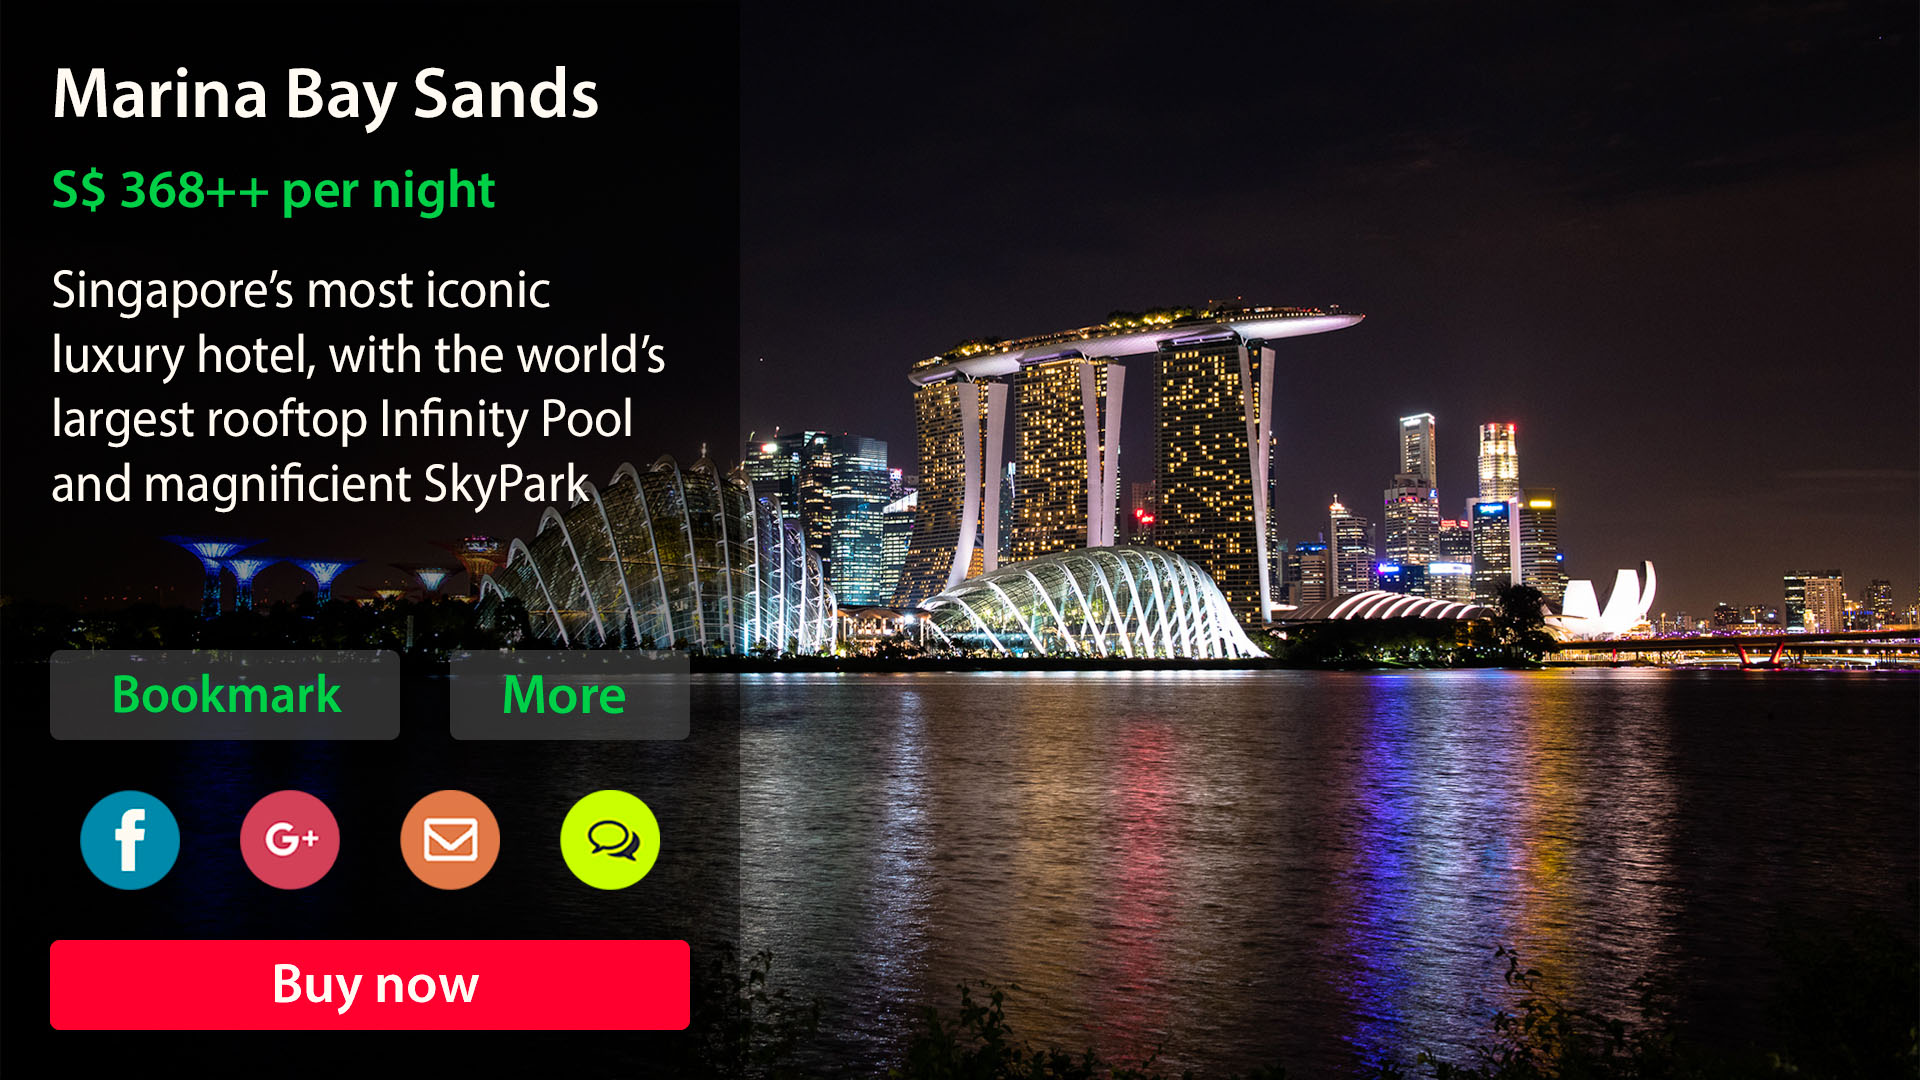 Marina Bay Sands
S$ 368++ per night
Singapore’s most iconic
luxury hotel, with the world’s
largest rooftop Infinity Pool
and magnificient SkyPark
Bookmark
More
f
G+
Buy now